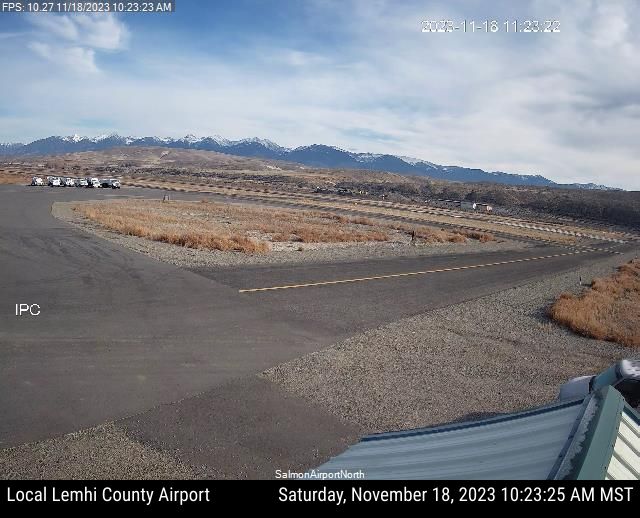 FPS: 10.27 11/18/2023 10:23:23 AM
2023-11-18 11:23:22
IPC
SalmonAirportNorth
Local Lemhi County Airport Saturday, November 18, 2023 10:23:25 AM MST